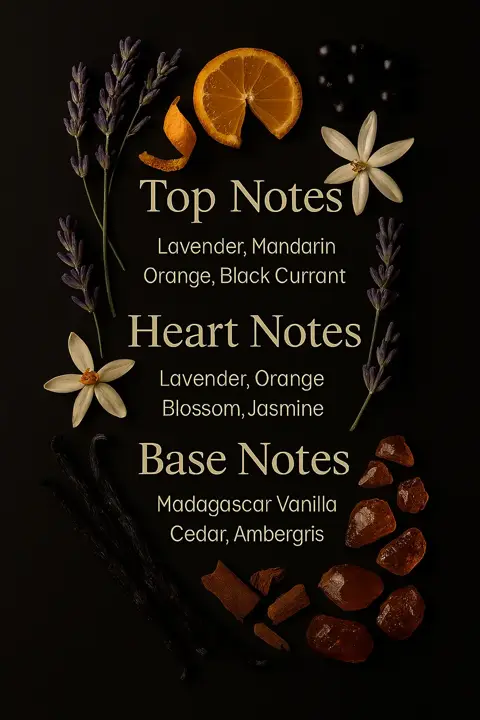 Top Notes
Lavender, Mandarin
Orange, Black Currant
Heart Notes
Lavender, Orange
Blossom, Jasmine
Base Notes
Madagascar Vanilla
Cedar, Ambergris